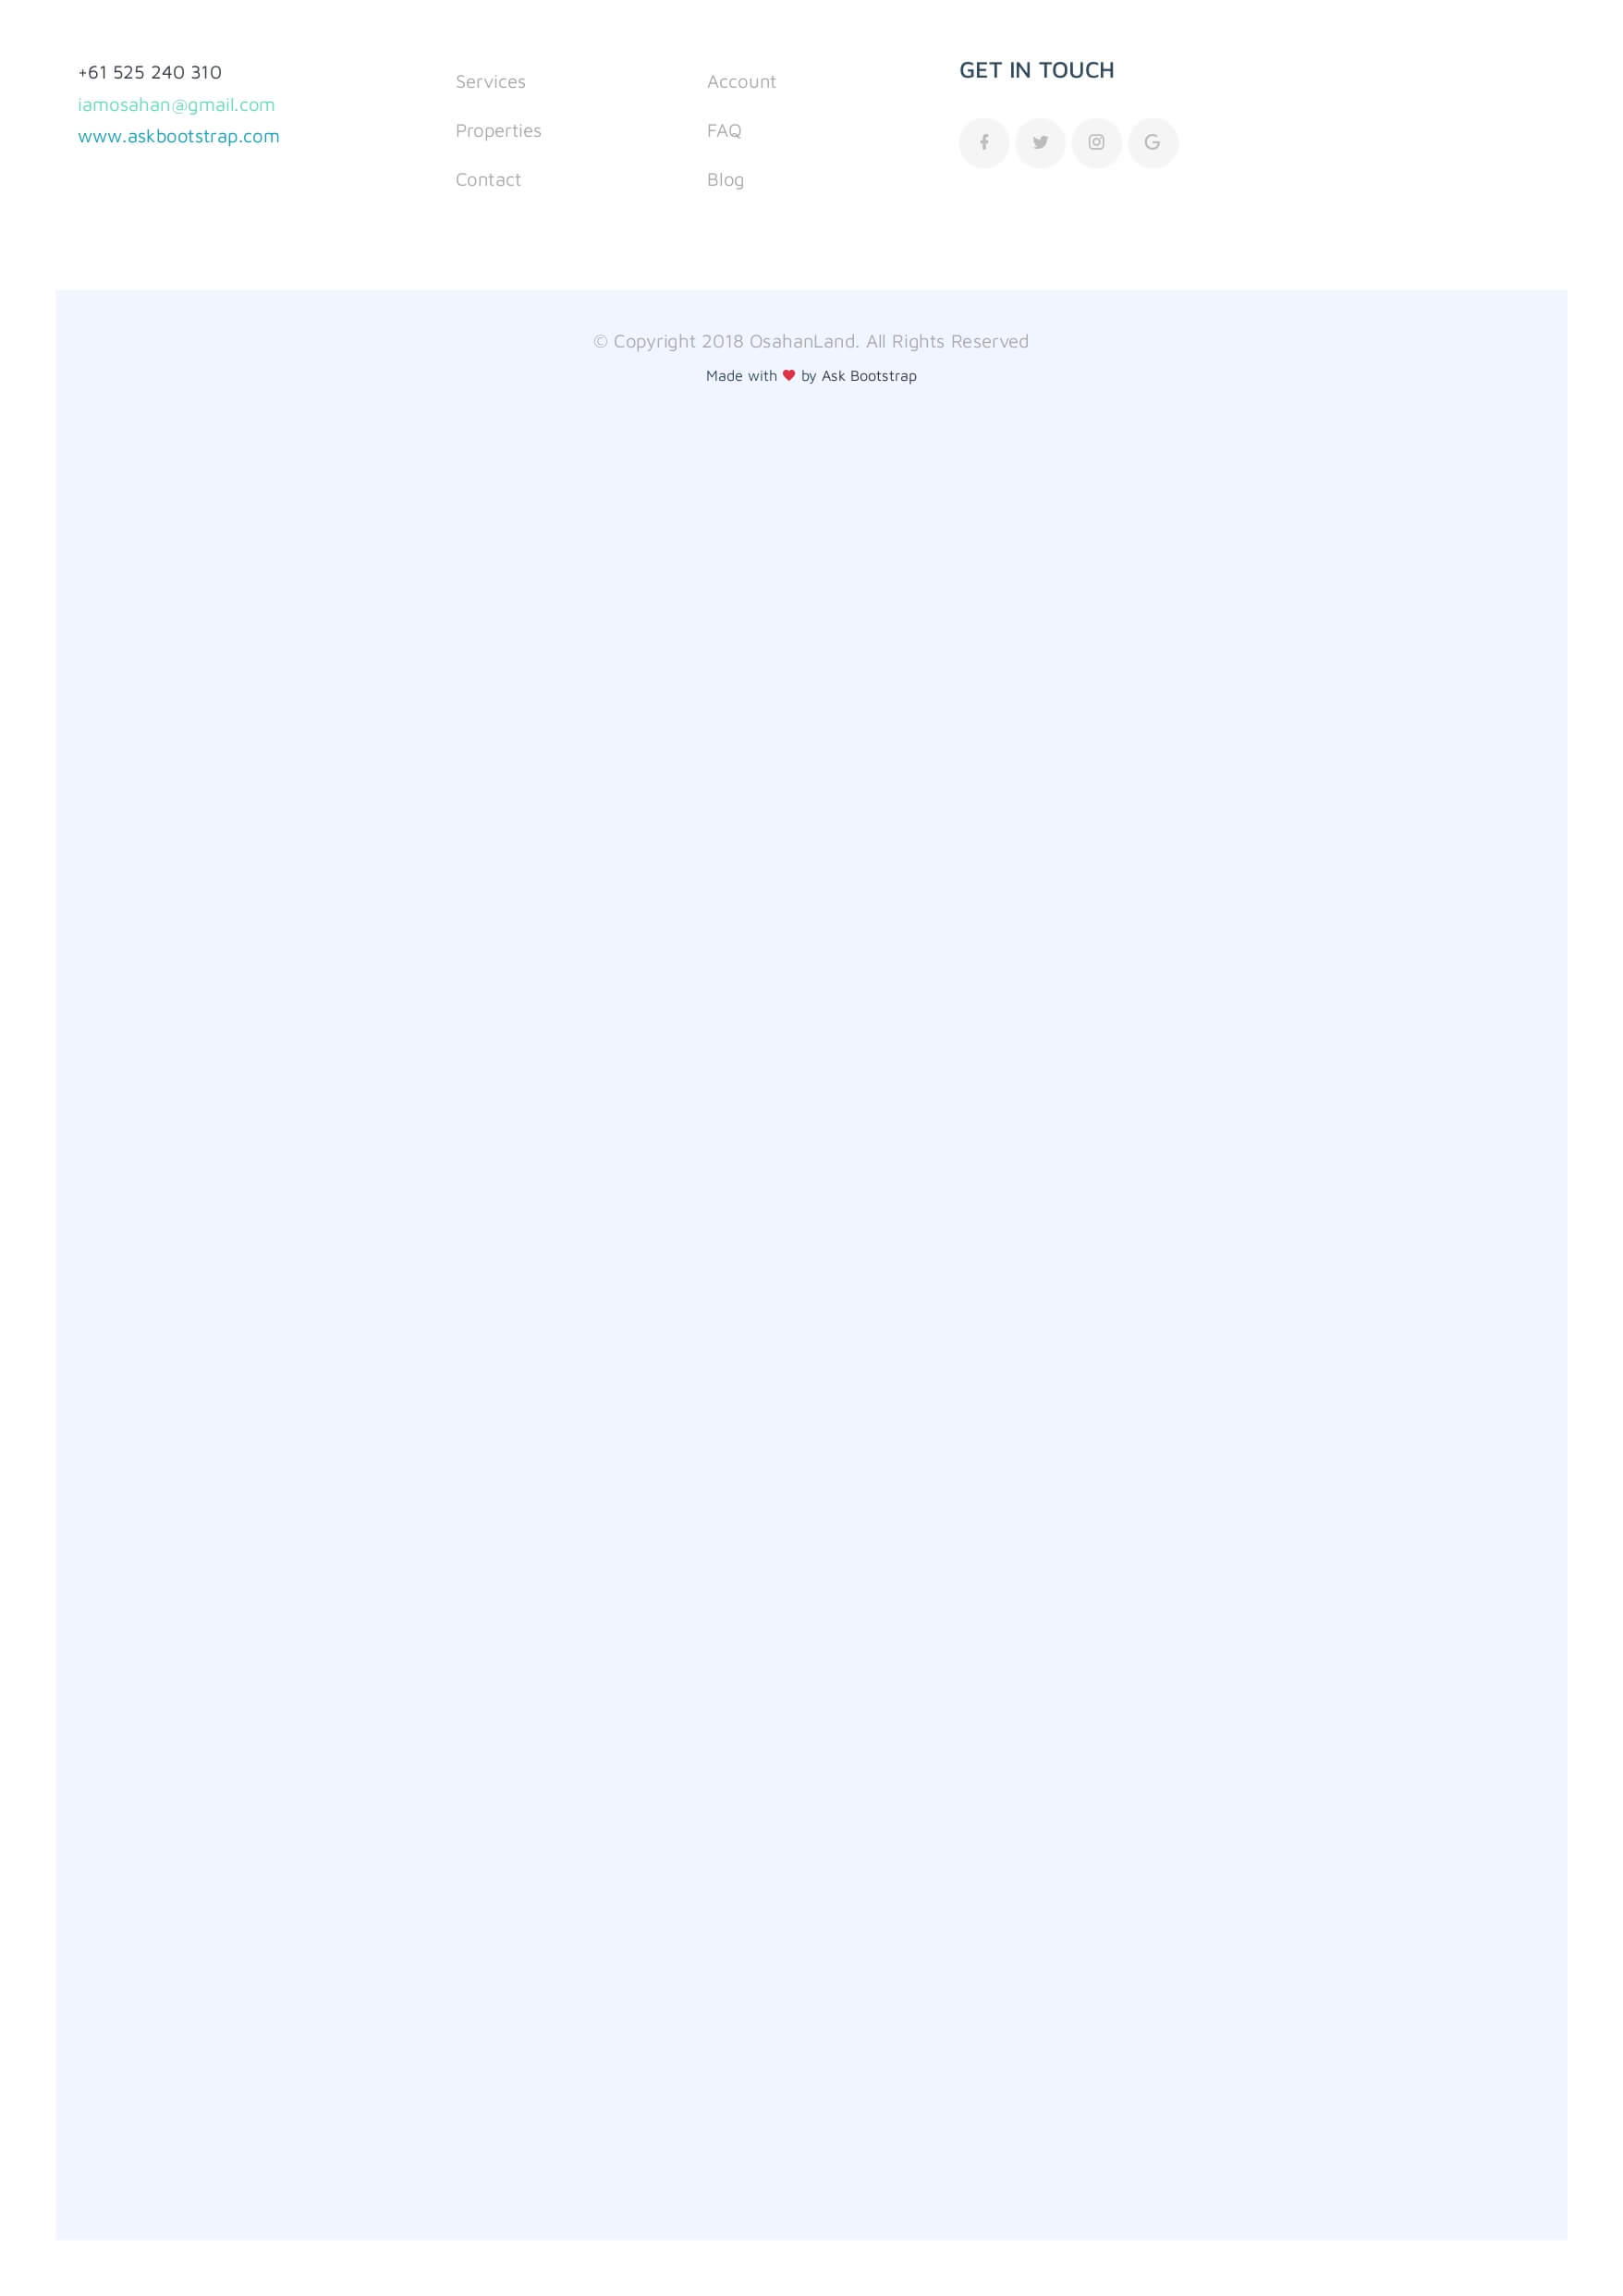 +61 525 240 310
iamosahan@gmail.com
www.askbootstrap.com
Services
Properties
Contact
Account
FAQ
Blog
GET IN TOUCH
© Copyright 2018 OsahanLand. All Rights Reserved
Made with ❤ by Ask Bootstrap